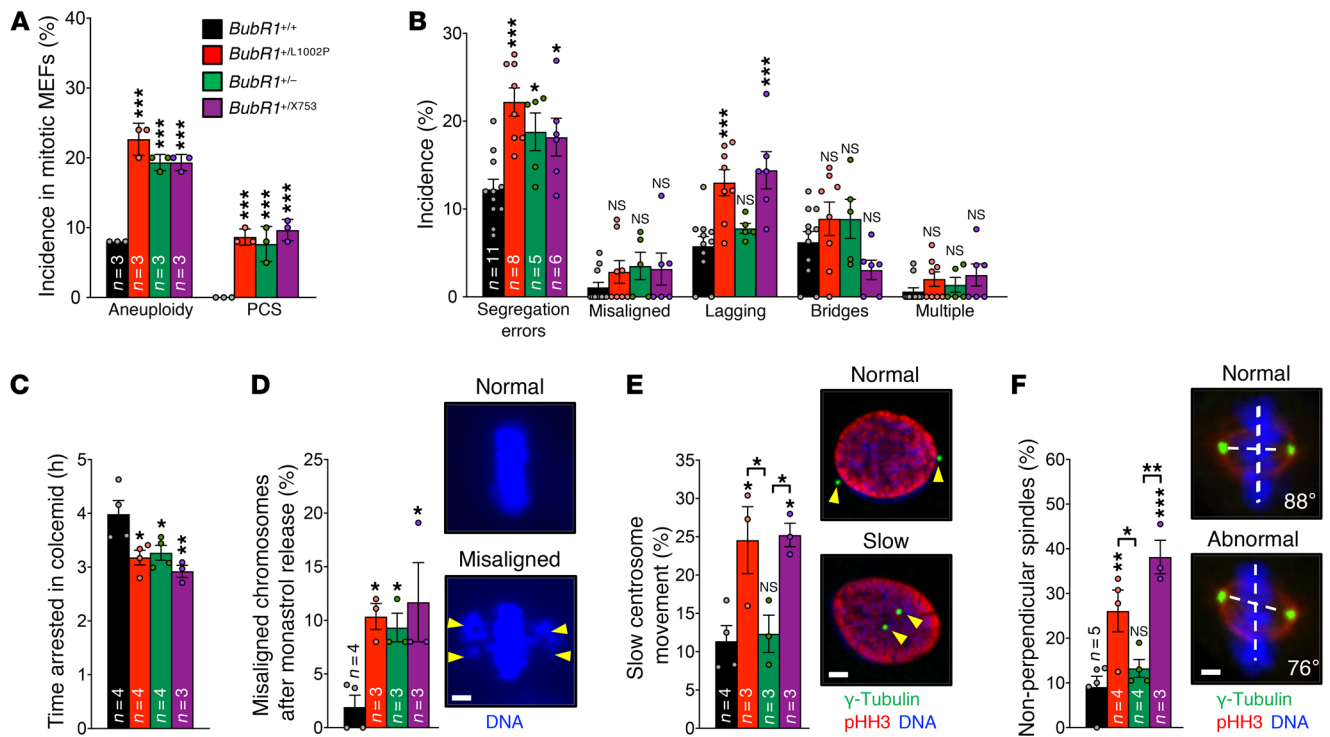 A
Incidence in mitotic MEFs (%)
40
30
20
10
0
BubR1+/+
BubR1+/L1002P
BubR1+/–
BubR1+/X753
*** *** *** *** *** ***
n = 3 n = 3 n = 3 n = 3
Aneuploidy PCS
B
Incidence (%)
30
20
10
0
*** * * NS NS NS *** NS *** NS NS NS NS NS NS
n = 11 n = 8 n = 5 n = 6
Segregation
errors
Misaligned Lagging Bridges Multiple
C
Time arrested in colcemid (h)
5
4
3
2
1
0
* * **
n = 4 n = 4 n = 4 n = 3
D
Misaligned chromosomes
after monastrol release (%)
25
20
15
10
5
0
* * *
n = 4 n = 3 n = 3 n = 3
Normal
Misaligned
DNA
E
Slow centrosome
movement (%)
35
30
25
20
15
10
5
0
* *
* NS *
n = 4 n = 3 n = 3 n = 3
Normal
Slow
γ-Tubulin
pHH3 DNA
F
Non-perpendicular spindles (%)
60
50
40
30
20
10
0
* **
** NS ***
n = 5 n = 4 n = 4 n = 3
Normal
88°
Abnormal
76°
γ-Tubulin
pHH3 DNA